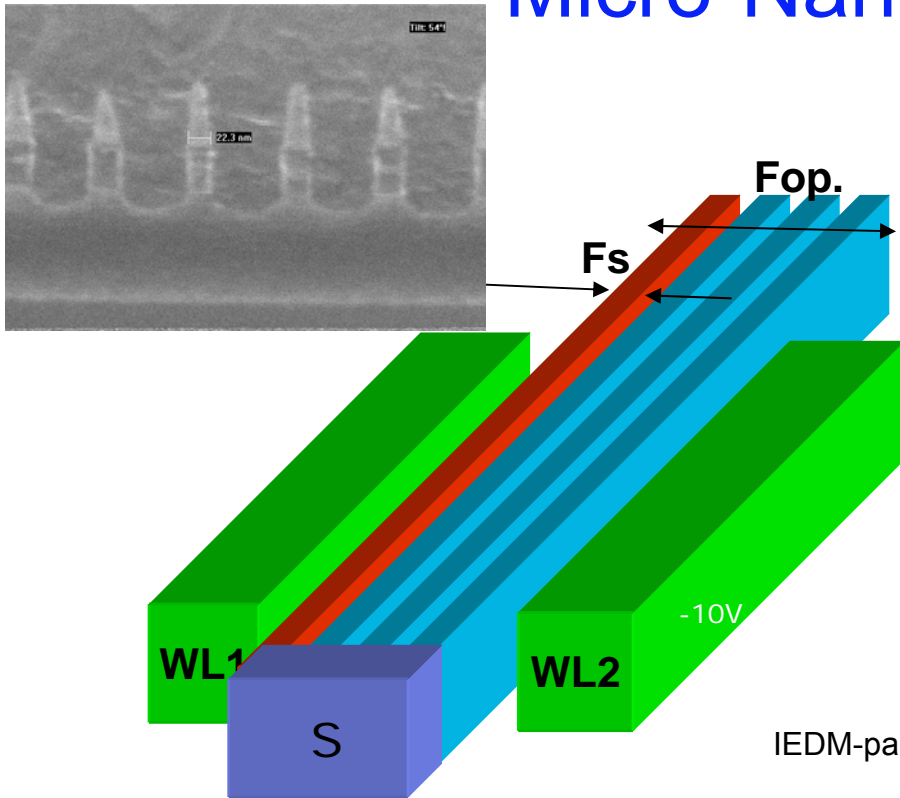 Micro Nan
Tilt: 54°
22.3 nm
Fop.
Fs
-10V
WL1
WL2
S
IEDM-pa